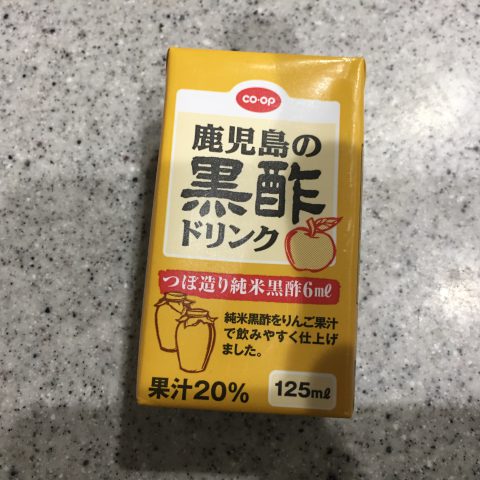 CO·OP
鹿児島の
黒酢
ドリンク
つぼ造り純米黒酢6mℓ
純米黒酢をりんご果汁
で飲みやすく仕上げ
ました。
果汁20%
125mℓ